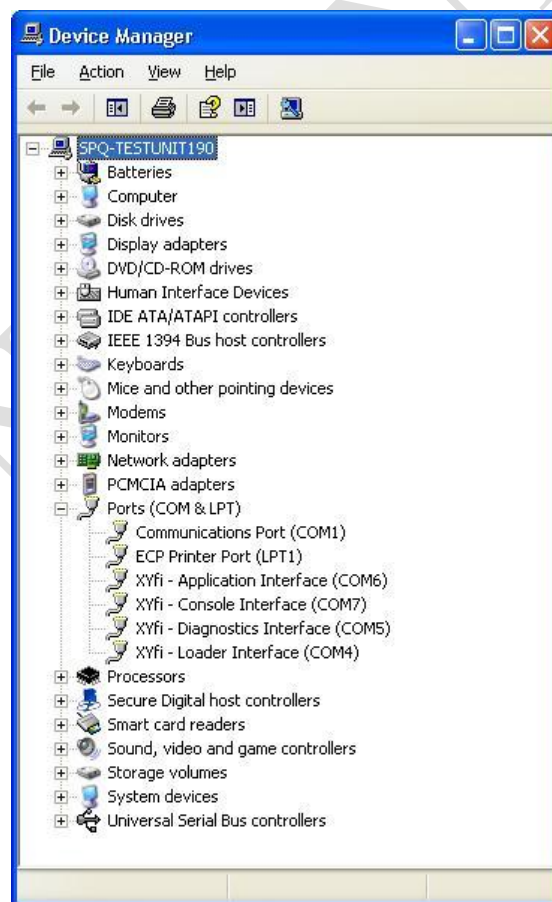 Device Manager
File Action View Help
SPQ-TESTUNIT190
Batteries
Computer
Disk drives
Display adapters
DVD/CD-ROM drives
Human Interface Devices
IDE ATA/ATAPI controllers
IEEE 1394 Bus host controllers
Keyboards
Mice and other pointing devices
Modems
Monitors
Network adapters
PCMCIA adapters
Ports (COM & LPT)
Communications Port (COM1)
ECP Printer Port (LPT1)
XYfi - Application Interface (COM6)
XYfi - Console Interface (COM7)
XYfi - Diagnostics Interface (COM5)
XYfi - Loader Interface (COM4)
Processors
Secure Digital host controllers
Smart card readers
Sound, video and game controllers
Storage volumes
System devices
Universal Serial Bus controllers